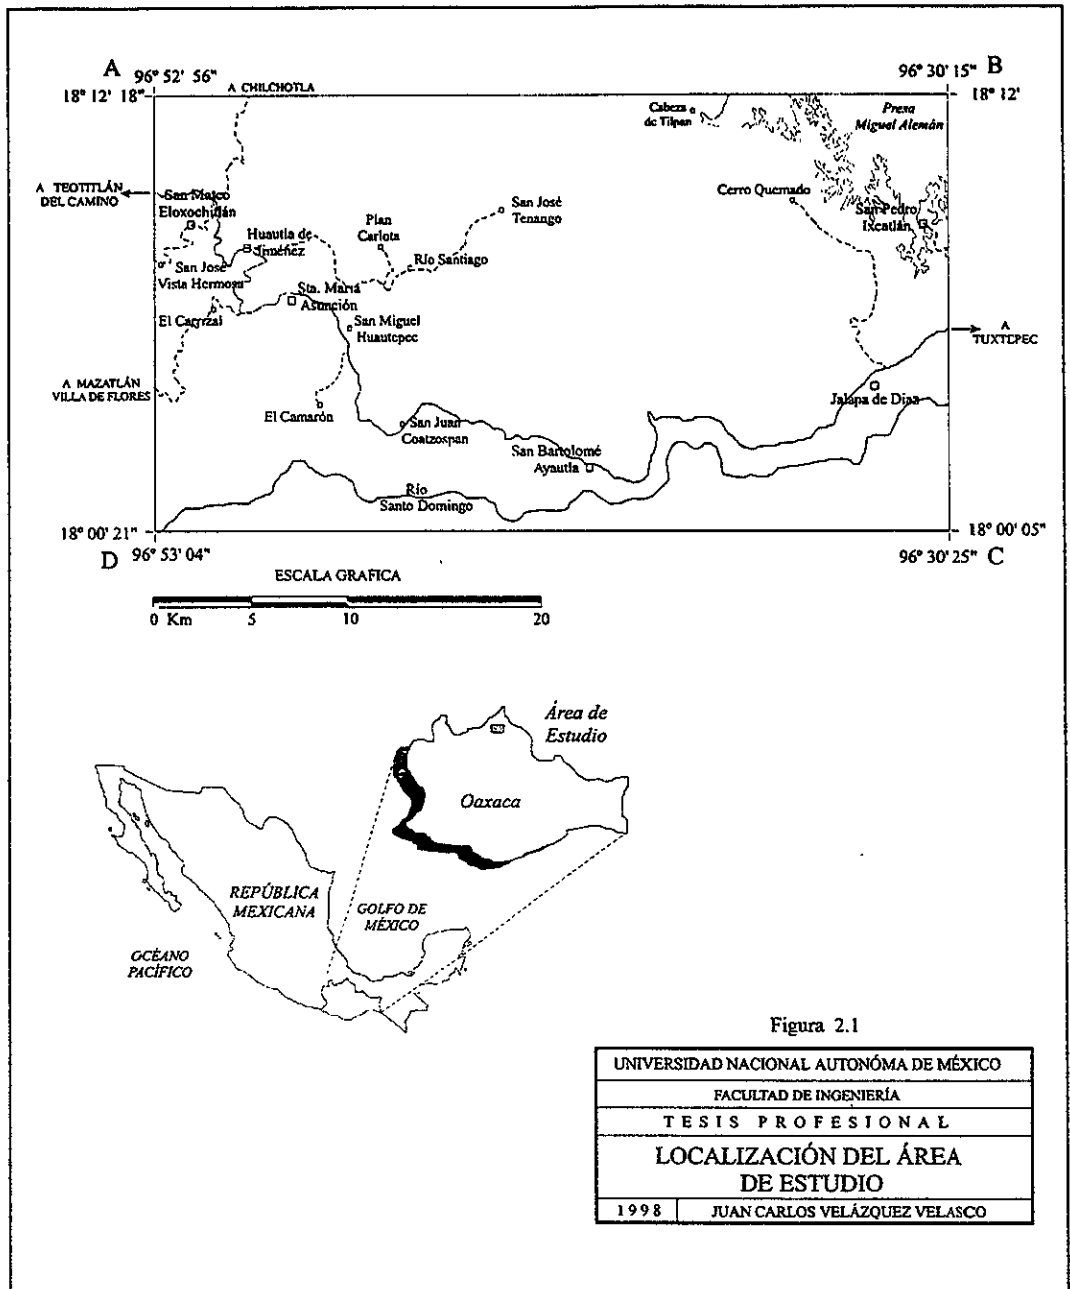 A
96° 52' 56"
A CHILCHOTLA
96° 30' 15"
B
18° 12' 18"
18° 12'
Cabeza
de Tilpan
Presa
Miguel Alemán
A TEOTITLÁN
DEL CAMINO
San Mateo
Eloxochitlán
Cerro Quemado
San José
Tenango
San Pedro
Ixcatlán
Plan
Carlota
Huautla de
Jiménez
Río Santiago
San José
Vista Hermosa
Sta. María
Asunción
El Carrizal
San Miguel
Huautepec
A
TUXTEPEC
A MAZATLÁN
VILLA DE FLORES
Jalapa de Díaz
El Camarón
San Juan
Coatzospan
San Bartolomé
Ayautla
Río
Santo Domingo
18° 00' 21"
18° 00' 05"
D
96° 53' 04"
96° 30' 25"
C
ESCALA GRAFICA
0 Km 5 10 20
Área de
Estudio
Oaxaca
REPÚBLICA
MEXICANA
GOLFO DE
MÉXICO
OCÉANO
PACÍFICO
Figura 2.1
UNIVERSIDAD NACIONAL AUTONÓMA DE MÉXICO
FACULTAD DE INGENIERÍA
TESIS PROFESIONAL
LOCALIZACIÓN DEL ÁREA
DE ESTUDIO
1998 JUAN CARLOS VELÁZQUEZ VELASCO